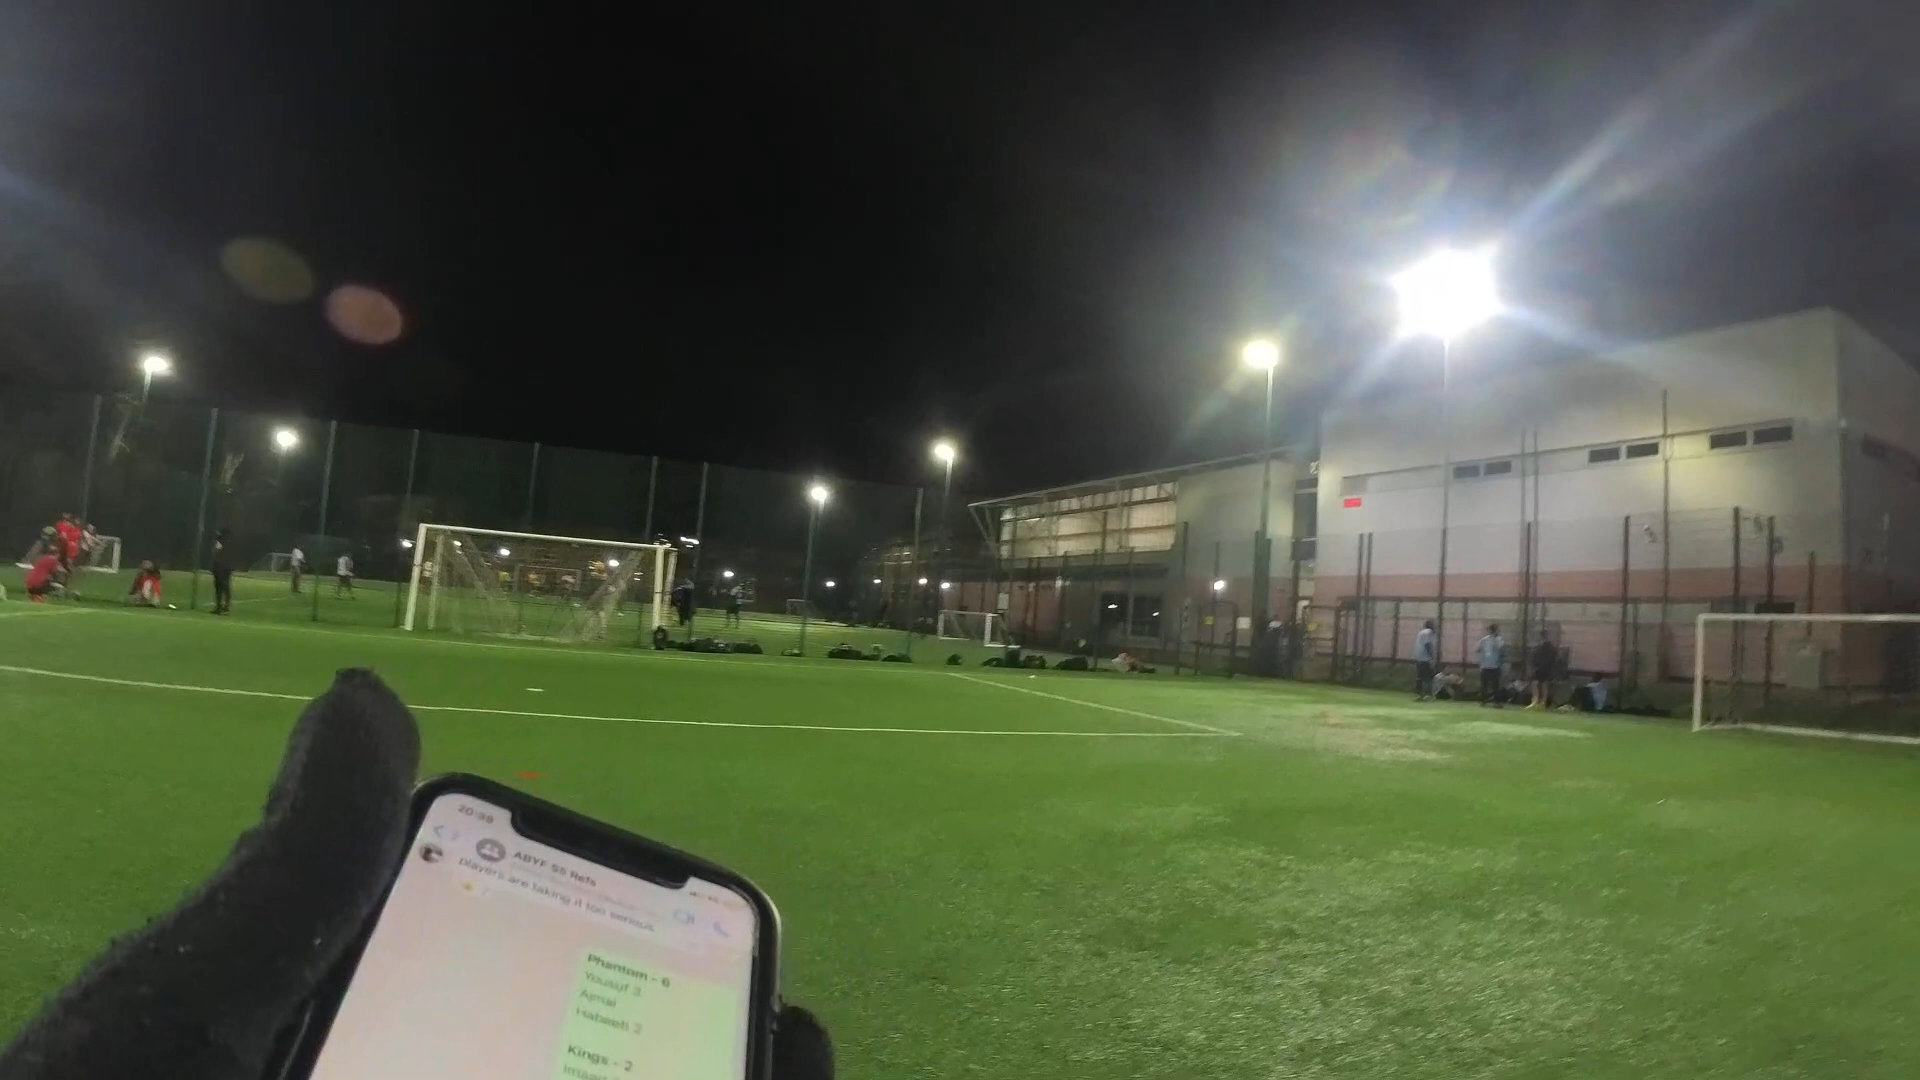 20:39
ABYF S5 Refs
players are taking it too serious
Phantom - 6
Yousuf 3
Ajmal
Habeeb 2
Kings - 2